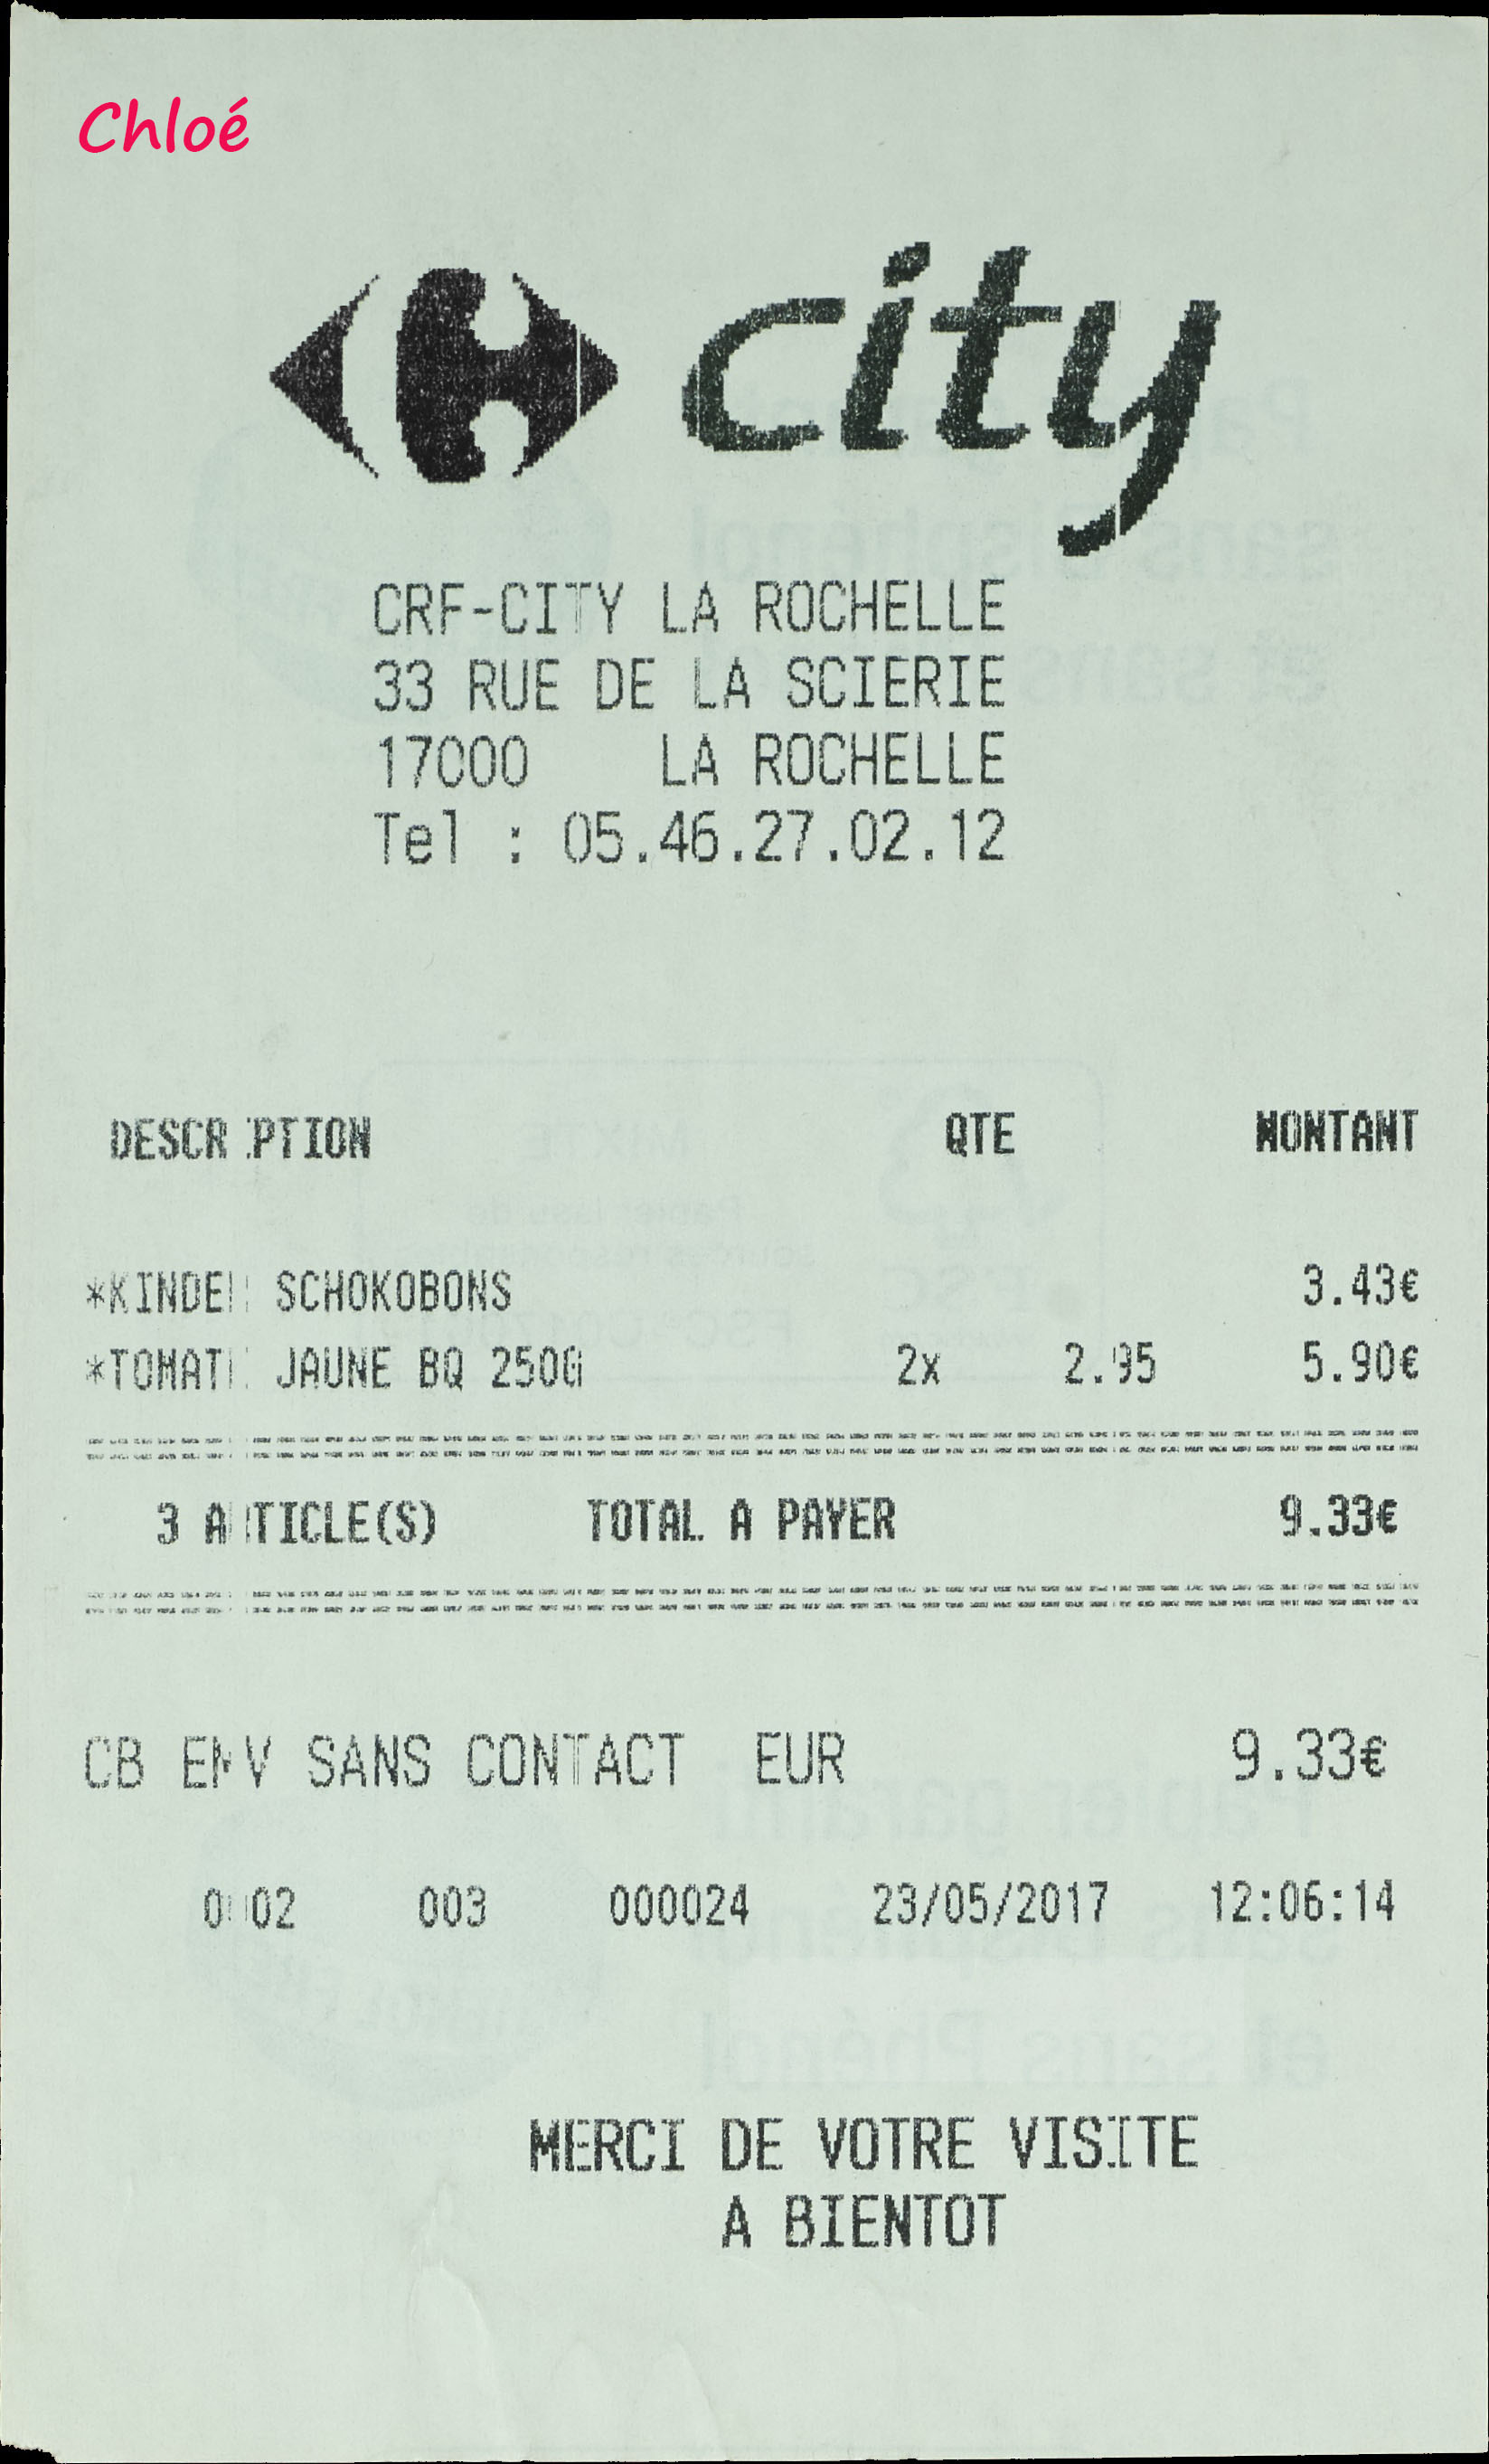 Chloé
city
CRF-CITY LA ROCHELLE
33 RUE DE LA SCIERIE
17000 LA ROCHELLE
Tel : 05.46.27.02.12
DESCRIPTION QTE MONTANT
*KINDER SCHOKOBONS 3.43€
*TOMATE JAUNE BQ 250G 2x 2.95 5.90€
3 ARTICLE(S) TOTAL A PAYER 9.33€
CB EMV SANS CONTACT EUR 9.33€
0002 003 000024 23/05/2017 12:06:14
MERCI DE VOTRE VISITE
A BIENTOT